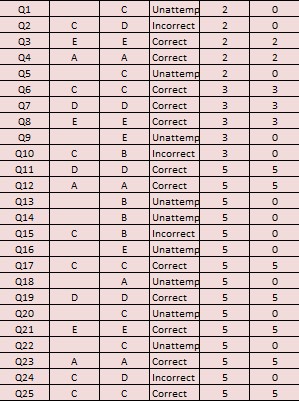 Q1 C Unattemp 2 0
Q2 C D Incorrect 2 0
Q3 E E Correct 2 2
Q4 A A Correct 2 2
Q5 C Unattemp 2 0
Q6 C C Correct 3 3
Q7 D D Correct 3 3
Q8 E E Correct 3 3
Q9 E Unattemp 3 0
Q10 C B Incorrect 3 0
Q11 D D Correct 5 5
Q12 A A Correct 5 5
Q13 B Unattemp 5 0
Q14 B Unattemp 5 0
Q15 C B Incorrect 5 0
Q16 E Unattemp 5 0
Q17 C C Correct 5 5
Q18 A Unattemp 5 0
Q19 D D Correct 5 5
Q20 C Unattemp 5 0
Q21 E E Correct 5 5
Q22 C Unattemp 5 0
Q23 A A Correct 5 5
Q24 C D Incorrect 5 0
Q25 C C Correct 5 5